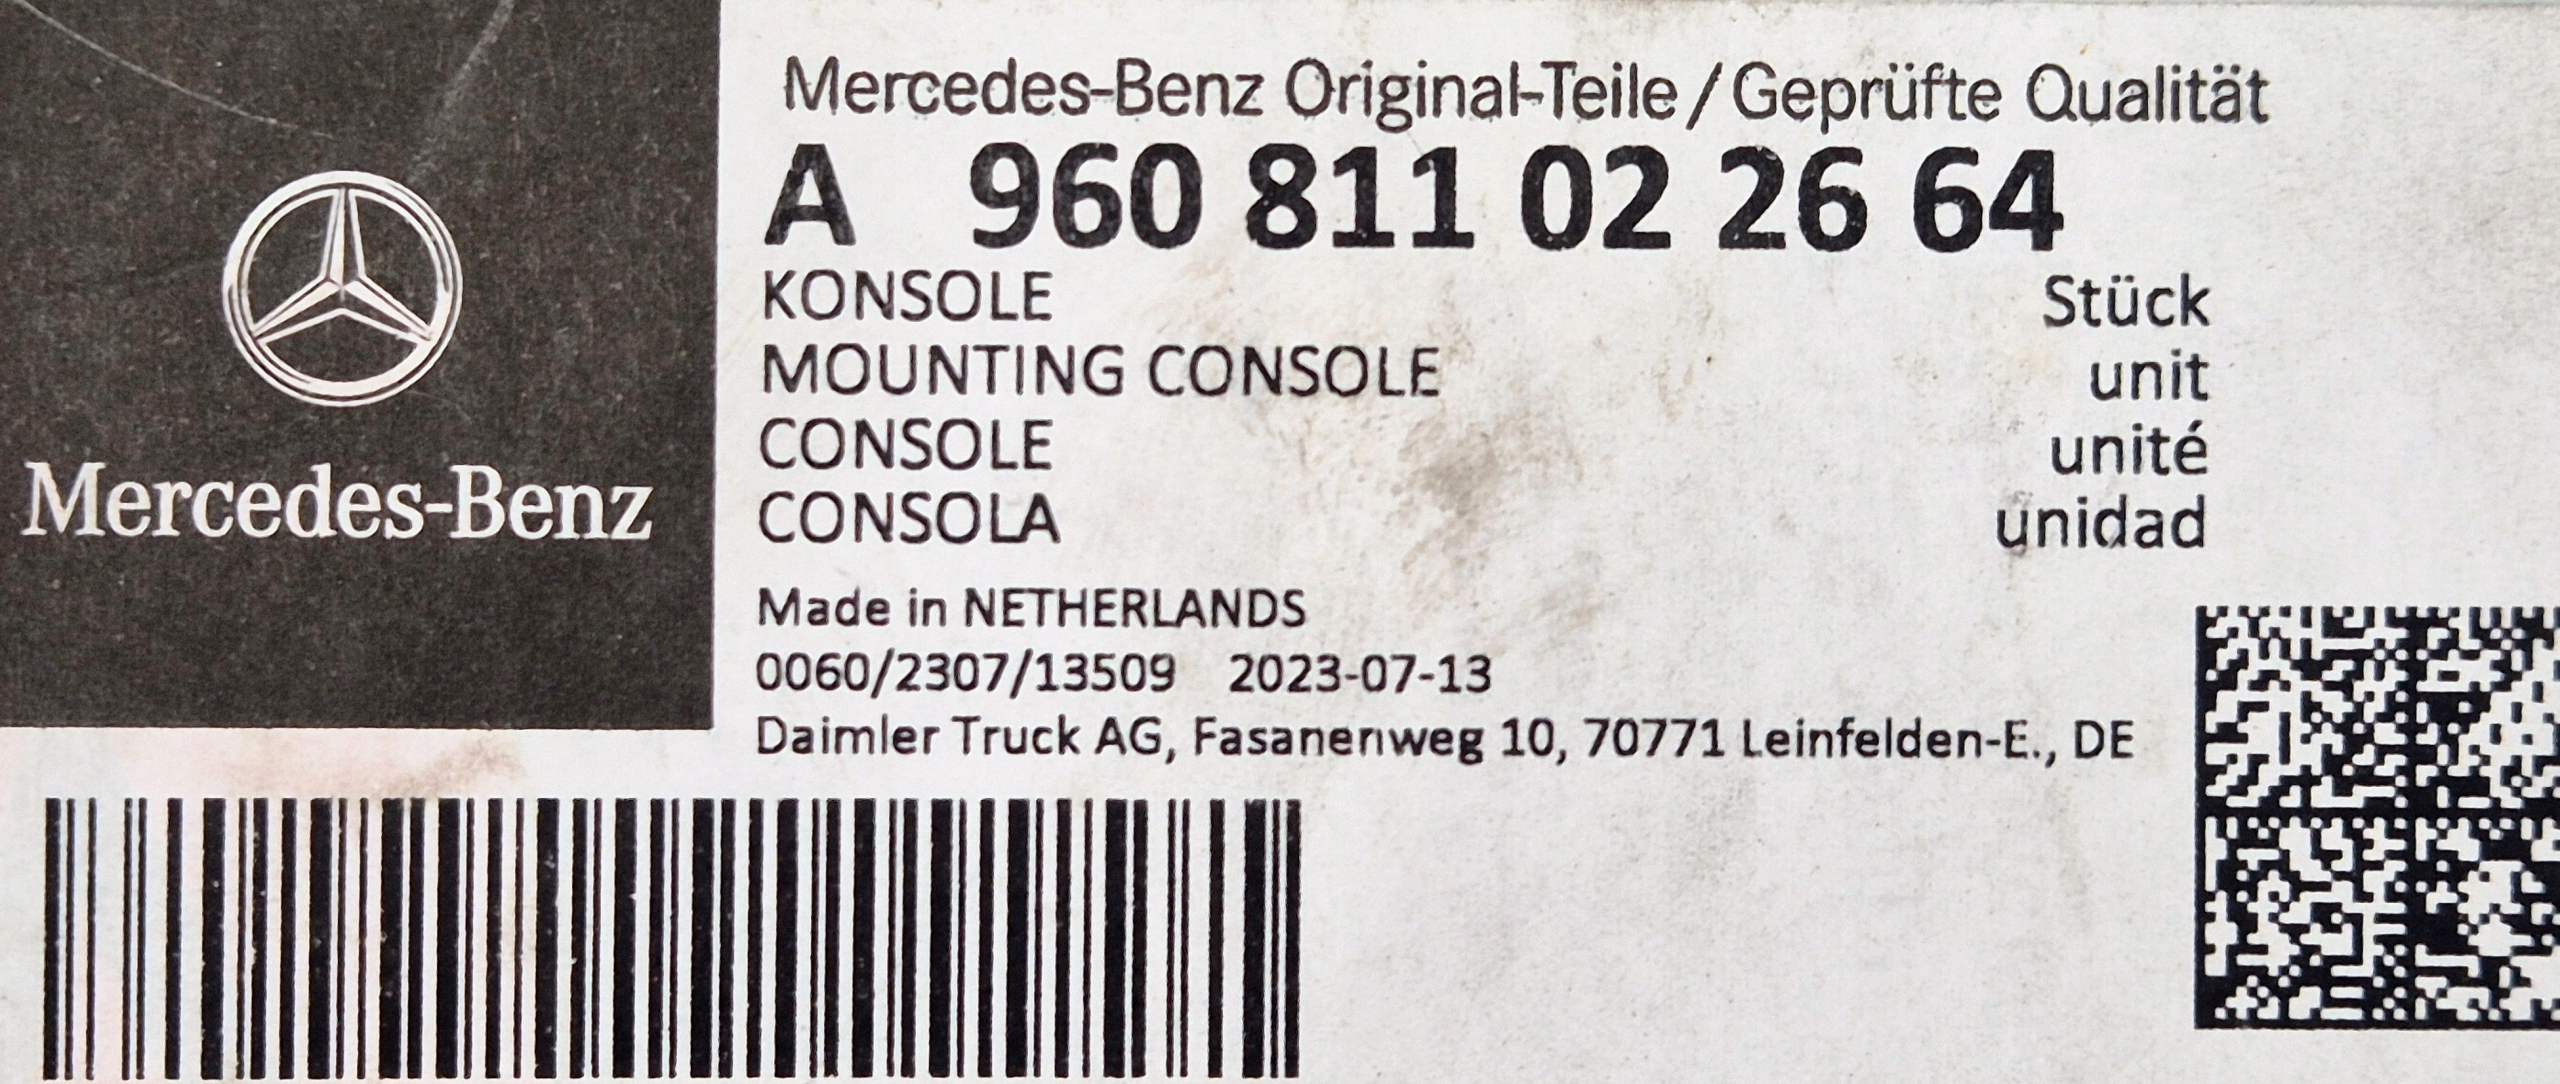 Mercedes-Benz Original-Teile / Geprüfte Qualität
A 960 811 02 26 64
KONSOLE Stück
MOUNTING CONSOLE unit
CONSOLE unité
CONSOLA unidad
Mercedes-Benz
Made in NETHERLANDS
0060/2307/13509 2023-07-13
Daimler Truck AG, Fasanenweg 10, 70771 Leinfelden-E., DE